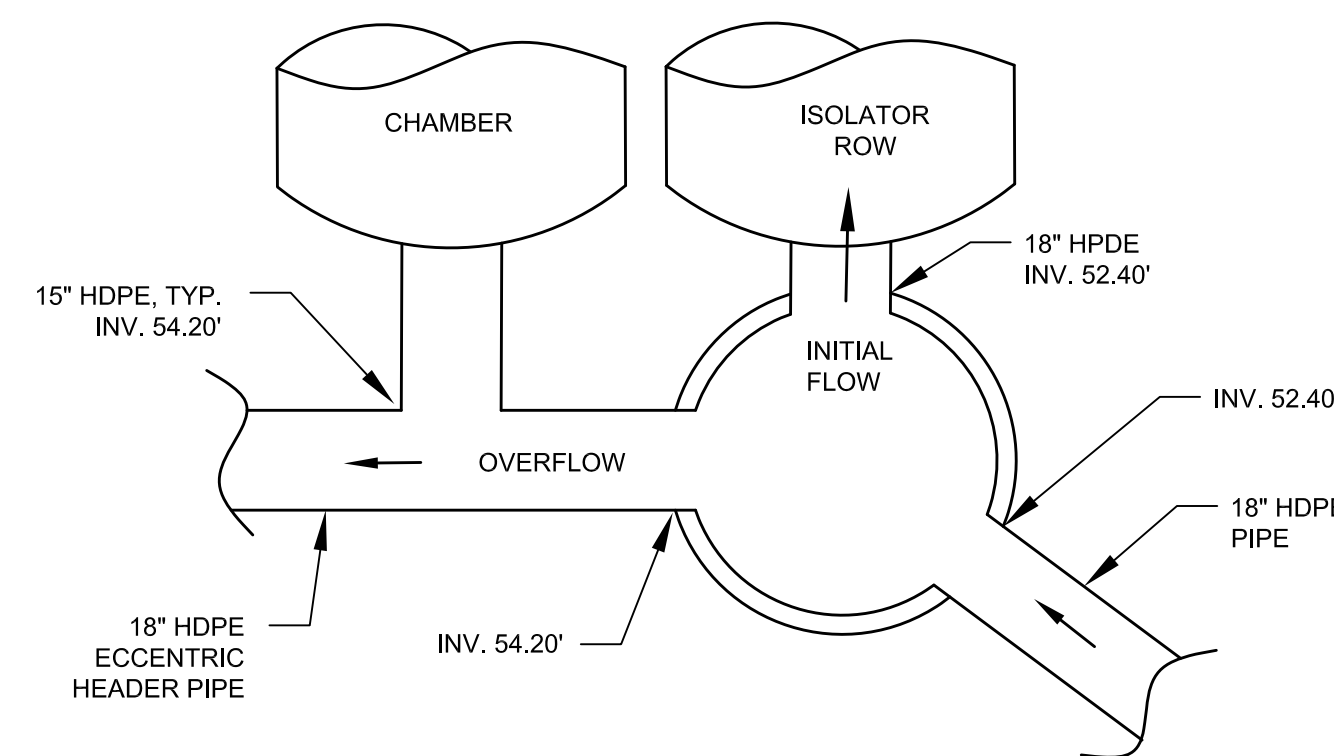 CHAMBER
ISOLATOR
ROW
18" HPDE
INV. 52.40'
15" HDPE, TYP.
INV. 54.20'
INITIAL
FLOW
INV. 52.40
OVERFLOW
18" HDPE
PIPE
18" HDPE
ECCENTRIC
HEADER PIPE
INV. 54.20'